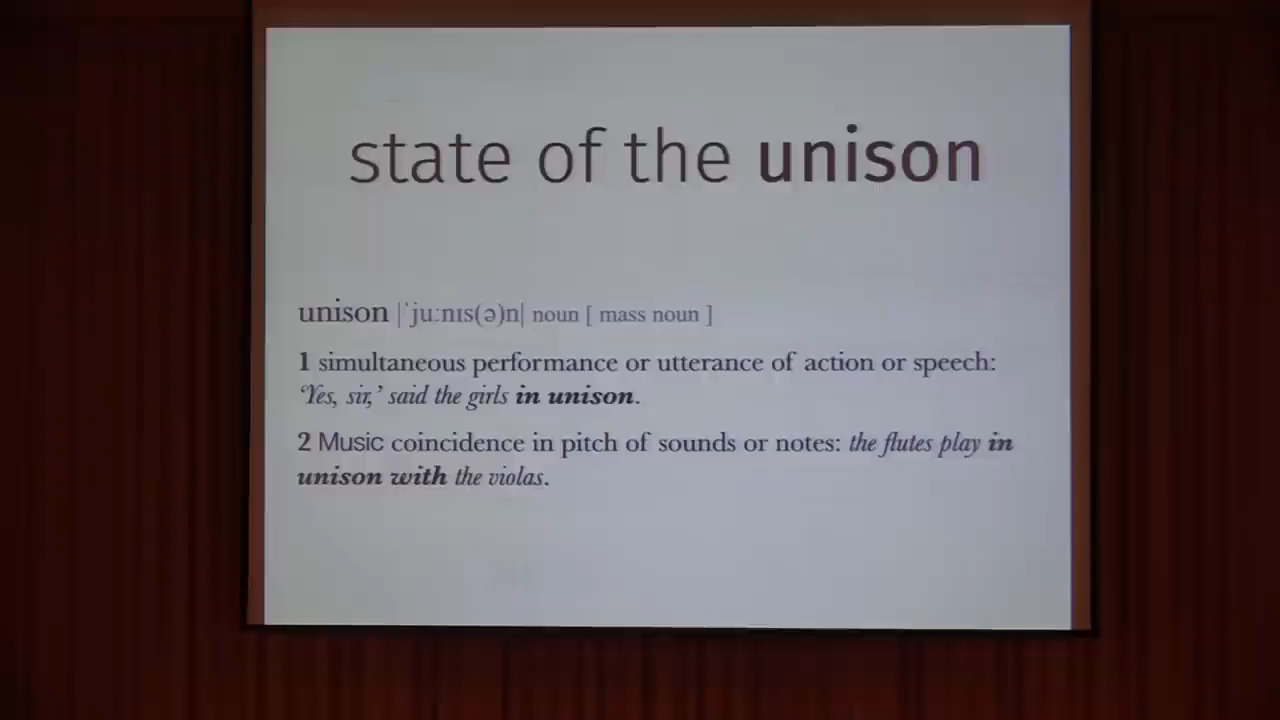 state of the unison
unison |ˈjuːnɪs(ə)n| noun [ mass noun ]
1 simultaneous performance or utterance of action or speech:
‘Yes, sir,’ said the girls in unison.
2 Music coincidence in pitch of sounds or notes: the flutes play in
unison with the violas.